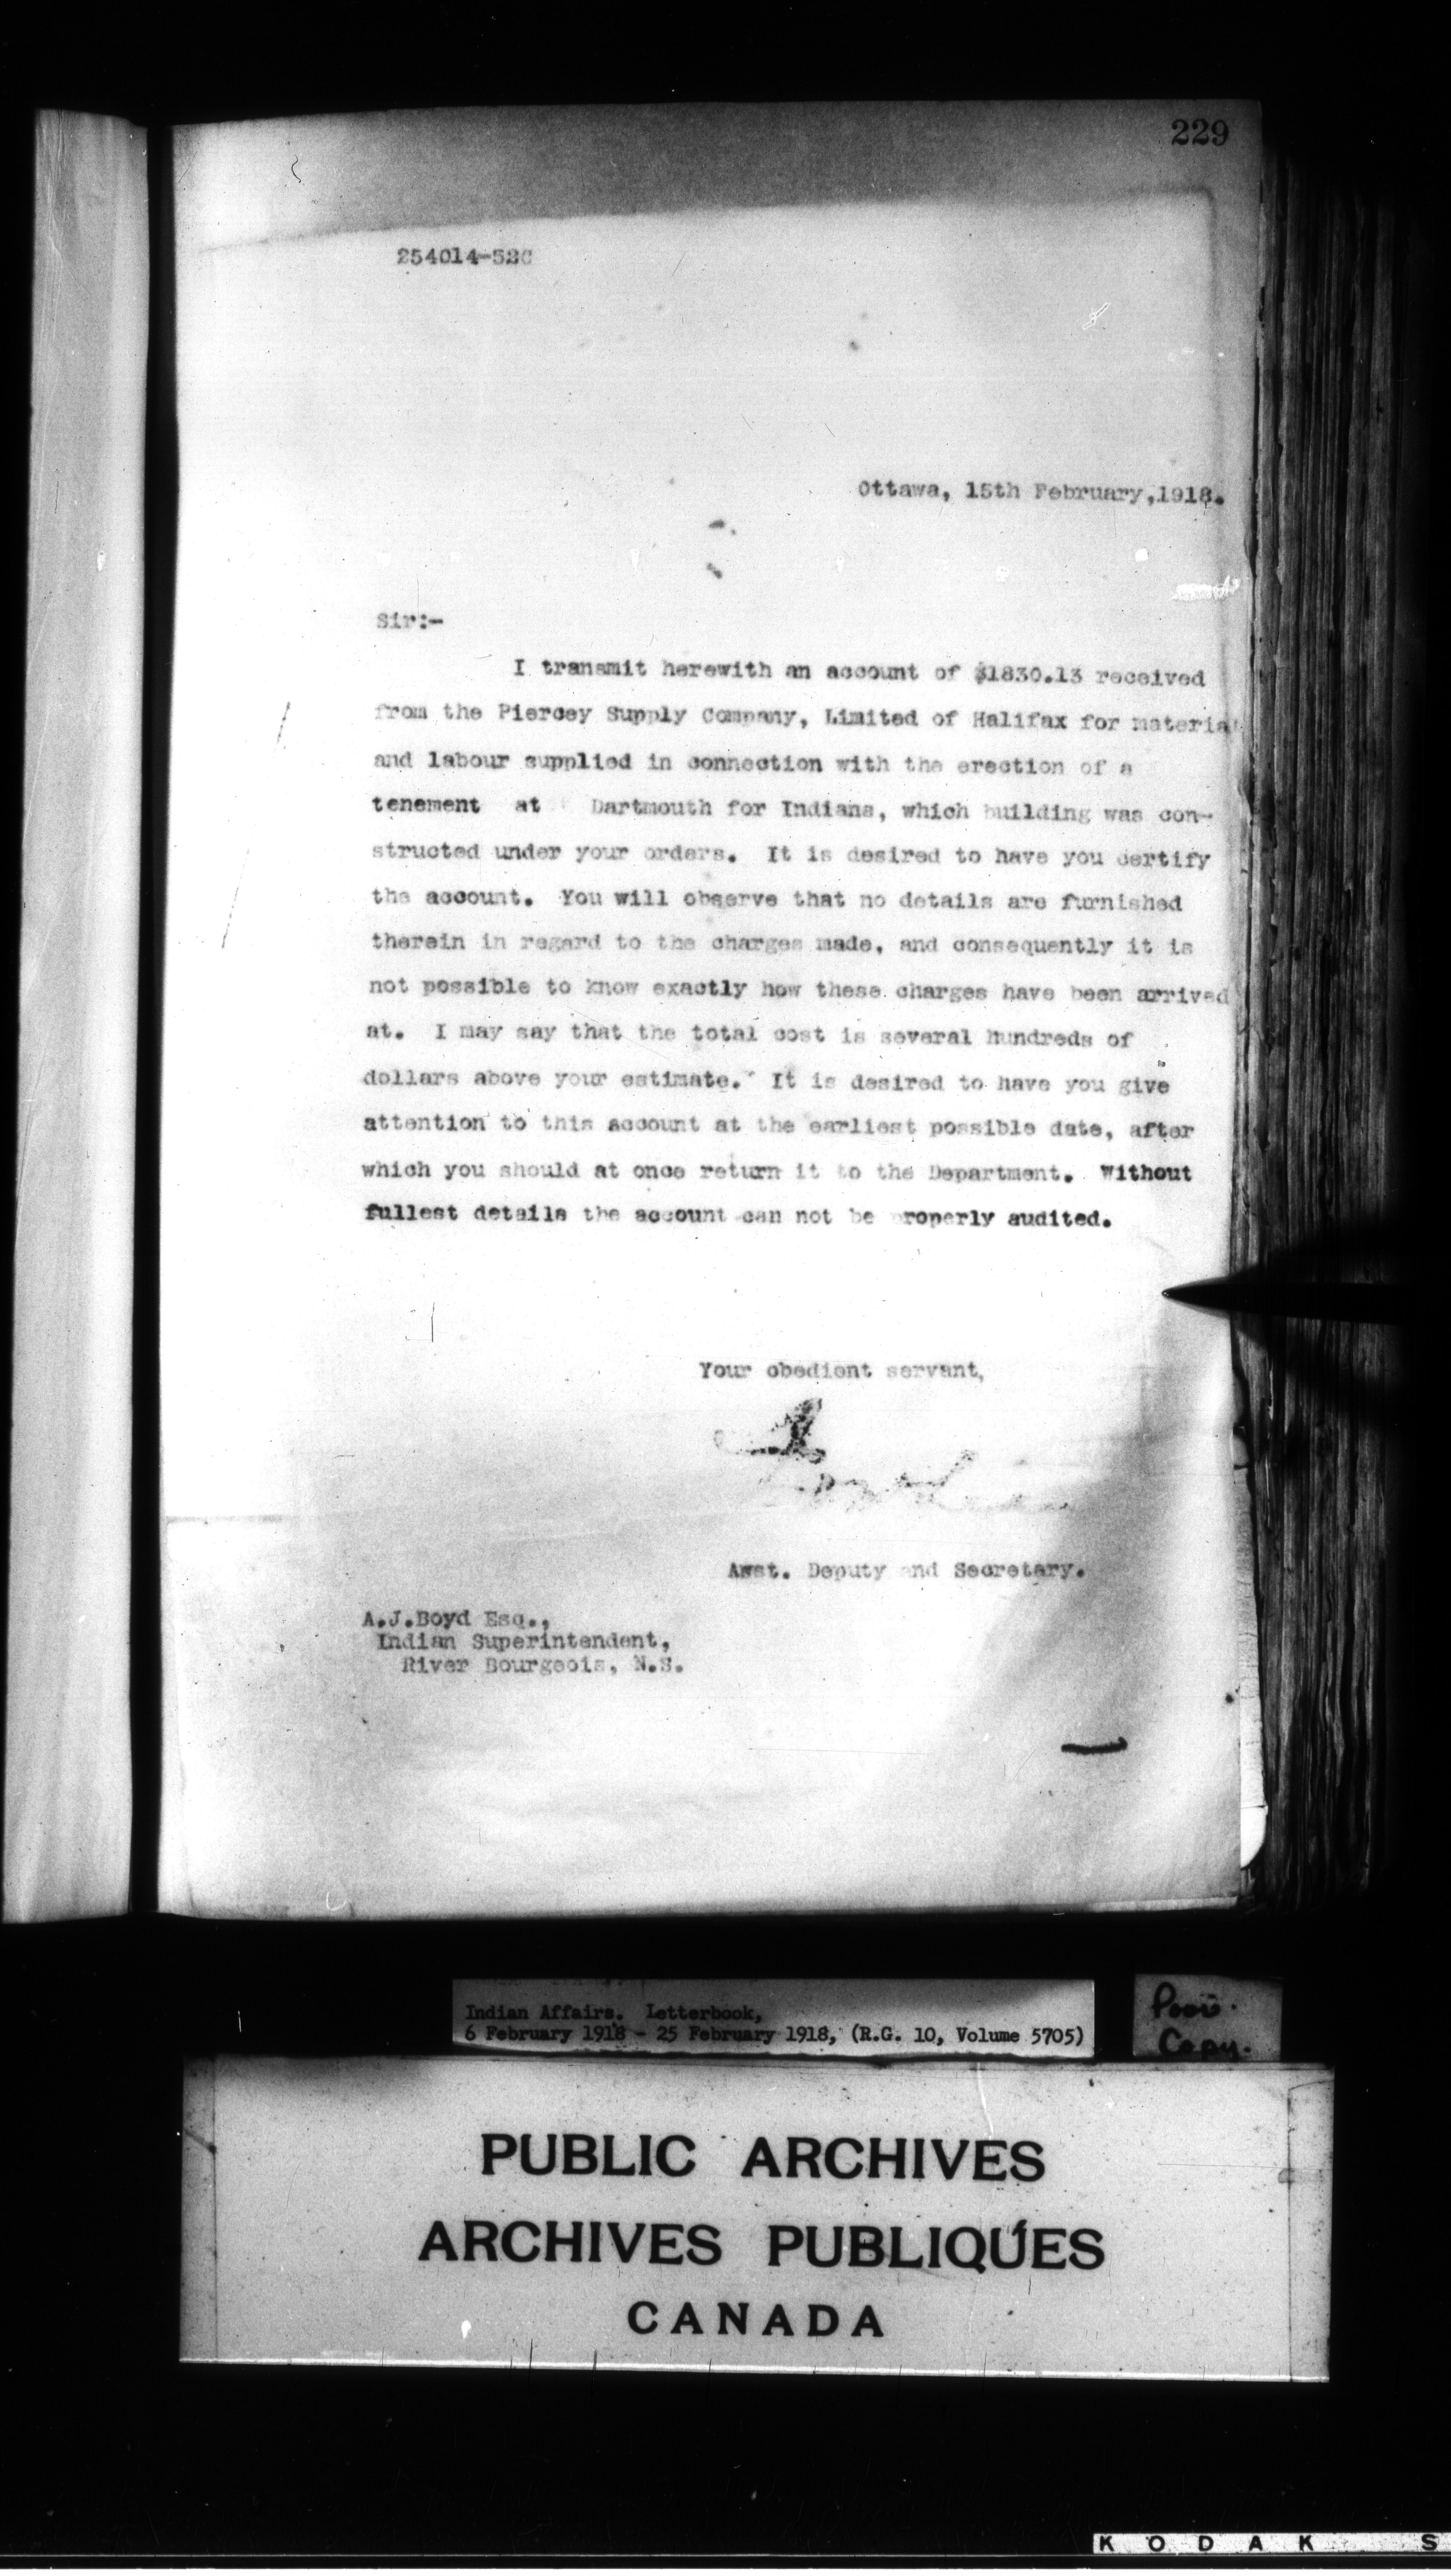 229
254014-52C
Ottawa, 15th February,1918.
Sir:-
I transmit herewith an account of $1830.13 received
from the Piercey Supply Company, Limited of Halifax for material
and labour supplied in connection with the erection of a
tenement at Dartmouth for Indians, which building was con-
structed under your orders. It is desired to have you certify
the account. You will observe that no details are furnished
therein in regard to the charges made, and consequently it is
not possible to know exactly how these charges have been arrived
at. I may say that the total cost is several hundreds of
dollars above your estimate. It is desired to have you give
attention to this account at the earliest possible date, after
which you should at once return it to the Department. Without
fullest details the account can not be properly audited.
Your obedient servant,
Asst. Deputy and Secretary.
A.J.Boyd Esq.,
Indian Superintendent,
River Bourgeois, N.S.
Indian Affairs. Letterbook,
6 February 1918 - 25 February 1918, (R.G. 10, Volume 5705)
Poor
Copy.
PUBLIC ARCHIVES
ARCHIVES PUBLIQUES
CANADA
KODAK S